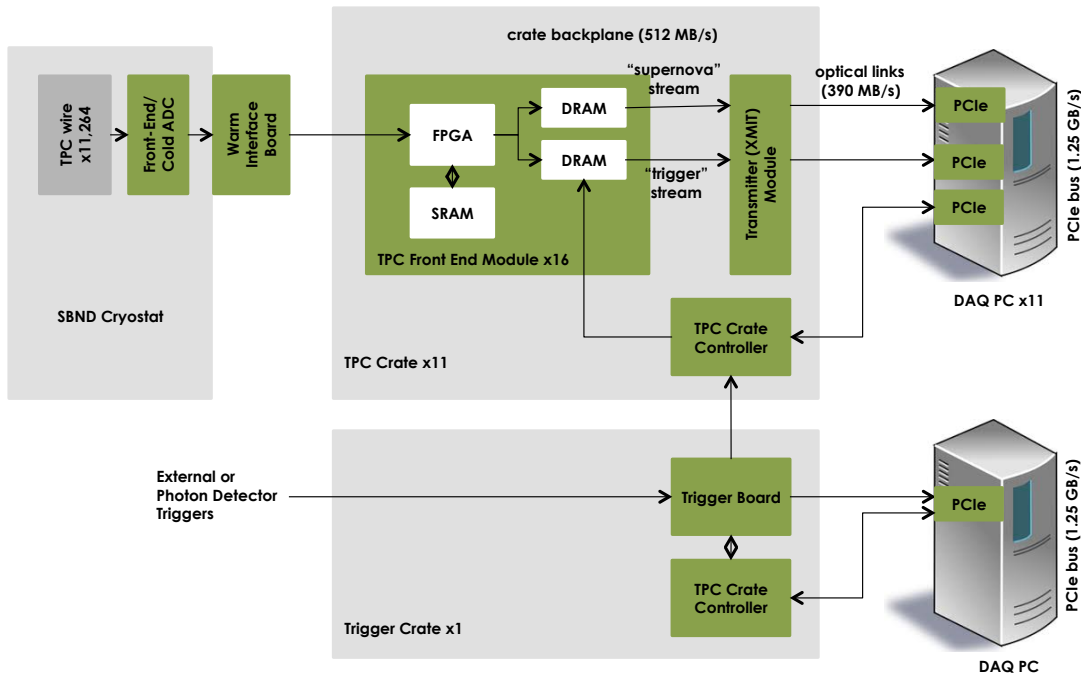 crate backplane (512 MB/s)
TPC wire
x11,264
Front-End/
Cold ADC
Warm
Interface
Board
FPGA
SRAM
DRAM
DRAM
TPC Front End Module x16
“supernova”
stream
“trigger”
stream
Transmitter (XMIT)
Module
optical links
(390 MB/s)
PCIe
PCIe
PCIe
PCIe bus (1.25 GB/s)
DAQ PC x11
SBND Cryostat
TPC Crate
Controller
TPC Crate x11
External or
Photon Detector
Triggers
Trigger Board
TPC Crate
Controller
Trigger Crate x1
PCIe
PCIe bus (1.25 GB/s)
DAQ PC